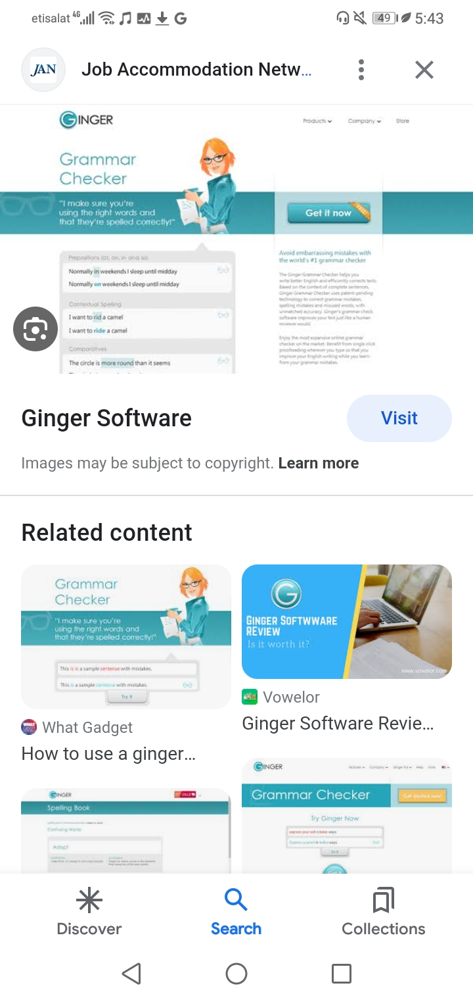 etisalat 4G 49 5:43
JAN Job Accommodation Netw...
GINGER
Products Company Store
Grammar
Checker
"I make sure you're
using the right words and
that they're spelled correctly!"
Get it now
Prepositions (at, on, in and so)
Normally in weekends I sleep until midday
Normally on weekends I sleep until midday
Contextual Spelling
I want to rid a camel
I want to ride a camel
Comparatives
The circle is more round than it seems
Avoid embarrassing mistakes with
the world's #1 grammar checker
The Ginger Grammar Checker helps you
write better English and efficiently corrects texts.
Based on the context of complete sentences,
Ginger Grammar Checker uses patent-pending
technology to correct grammar mistakes,
spelling mistakes and misused words, with
unmatched accuracy. Ginger's grammar check
software improves your text just like a human
reviewer would.
Enjoy the most expansive online grammar
checker on the market. Benefit from single click
proofreading wherever you type so that you
improve your English writing while you learn
from your grammar mistakes.
Ginger Software
Visit
Images may be subject to copyright. Learn more
Related content
Grammar
Checker
"I make sure you're
using the right words and
that they're spelled correctly!"
This is is a sample sentense with mistakes.
This is a sample sentence with mistakes.
Try it
What Gadget
How to use a ginger...
GINGER SOFTWWARE
REVIEW
Is it worth it?
www.vowelor.com
Vowelor
Ginger Software Revie...
GINGER
SALE
Spelling Book
Confusing Words
Adapt
GINGER
Features Company Ginger For Help Store
Grammar Checker
Get started now!
Try Ginger Now
Try it
Discover
Search
Collections